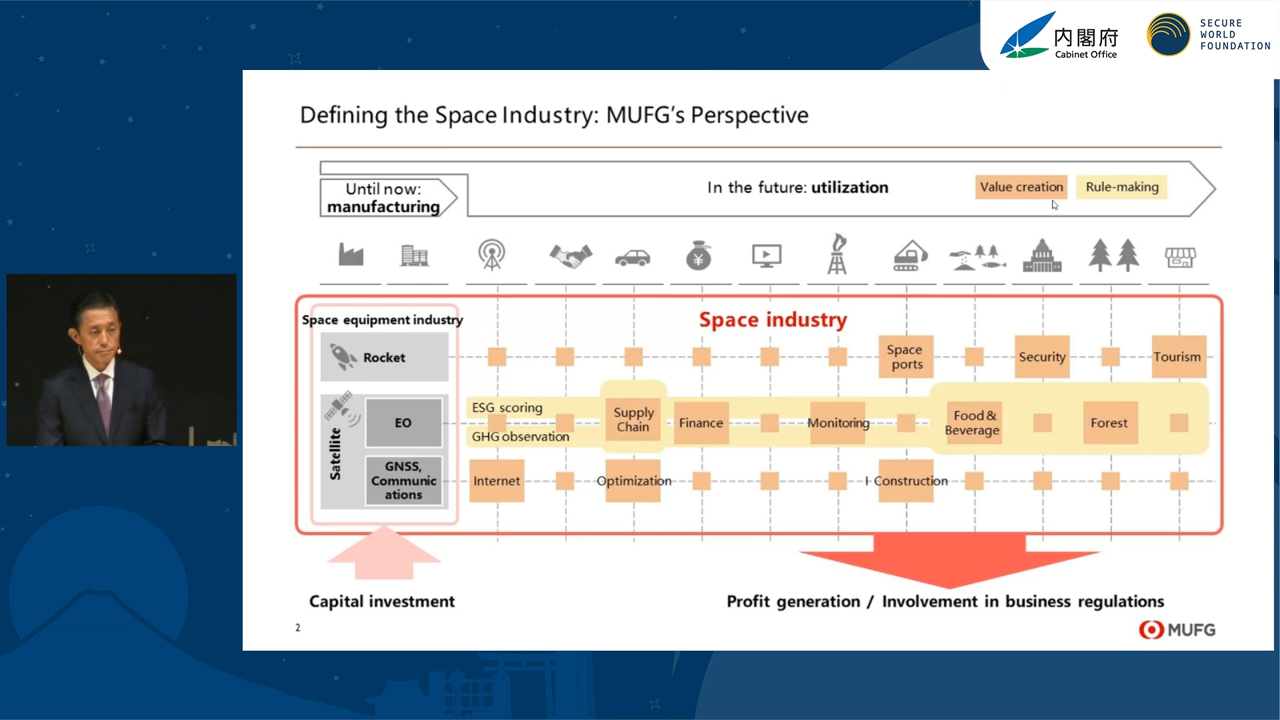 内閣府
Cabinet Office
SECURE
WORLD
FOUNDATION
Defining the Space Industry: MUFG's Perspective
Until now:
manufacturing
In the future: utilization
Value creation
Rule-making
Space equipment industry
Space industry
Rocket
Space
ports
Security
Tourism
Satellite
EO
ESG scoring
GHG observation
Supply
Chain
Finance
Monitoring
Food &
Beverage
Forest
GNSS,
Communic
ations
Internet
Optimization
I Construction
Capital investment
Profit generation / Involvement in business regulations
2
MUFG